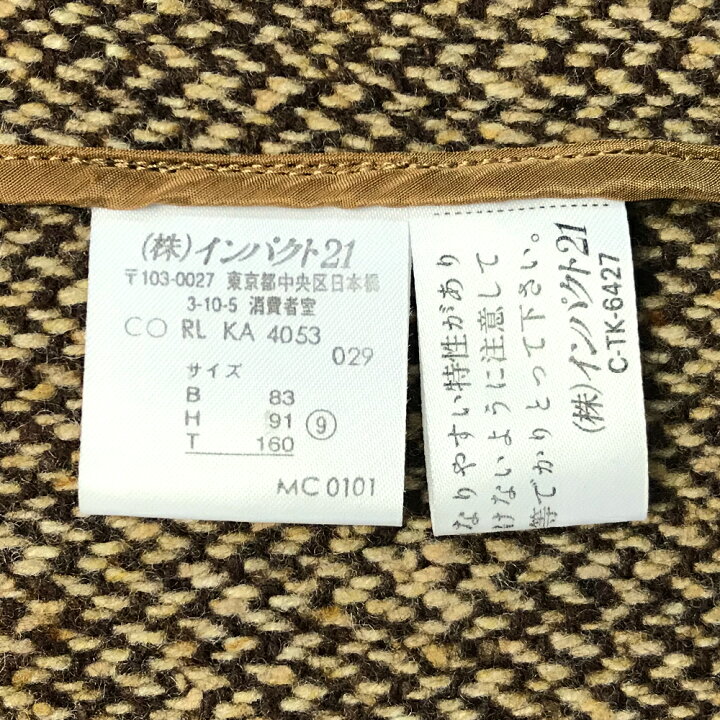 (株)インパクト21
〒103-0027 東京都中央区日本橋
3-10-5 消費者室
CO RL KA 4053
029
サイズ
B 83
H 91 ⑨
T 160
MC 0101
なりやすい特性があり
けないように注意して
等でかりとって下さい。
(株)インパクト21
C-TK-6427